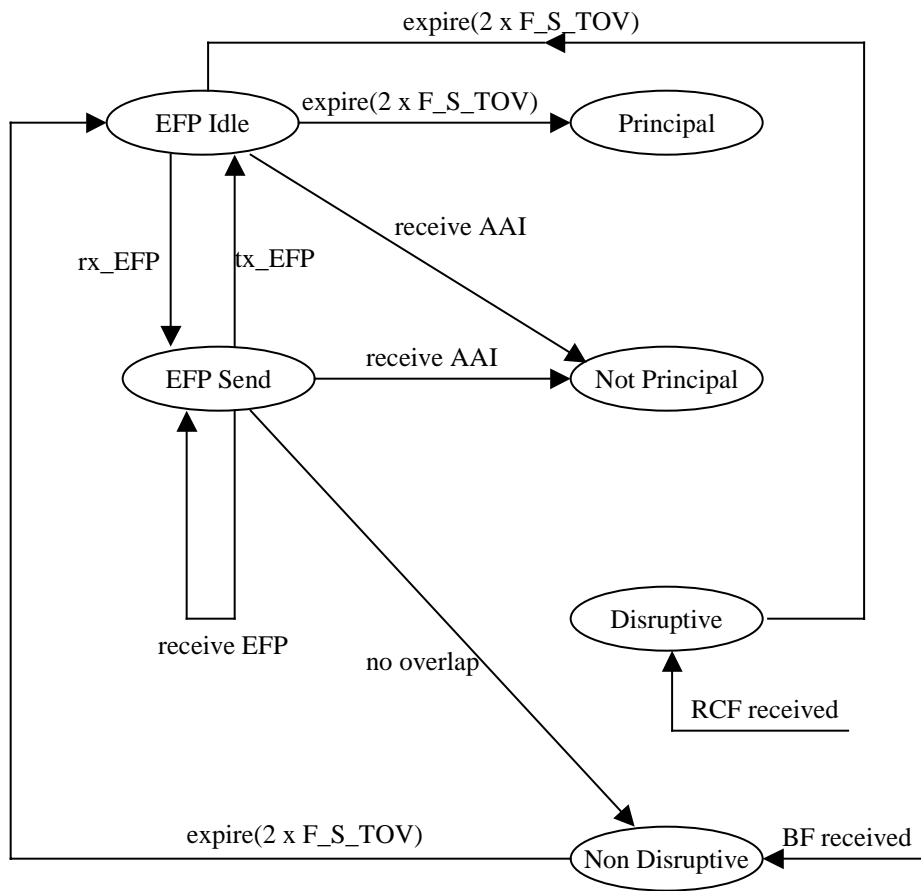 expire(2 x F_S_TOV)
expire(2 x F_S_TOV)
EFP Idle
Principal
receive AAI
rx_EFP
tx_EFP
receive AAI
EFP Send
Not Principal
Disruptive
receive EFP
no overlap
RCF received
expire(2 x F_S_TOV)
BF received
Non Disruptive